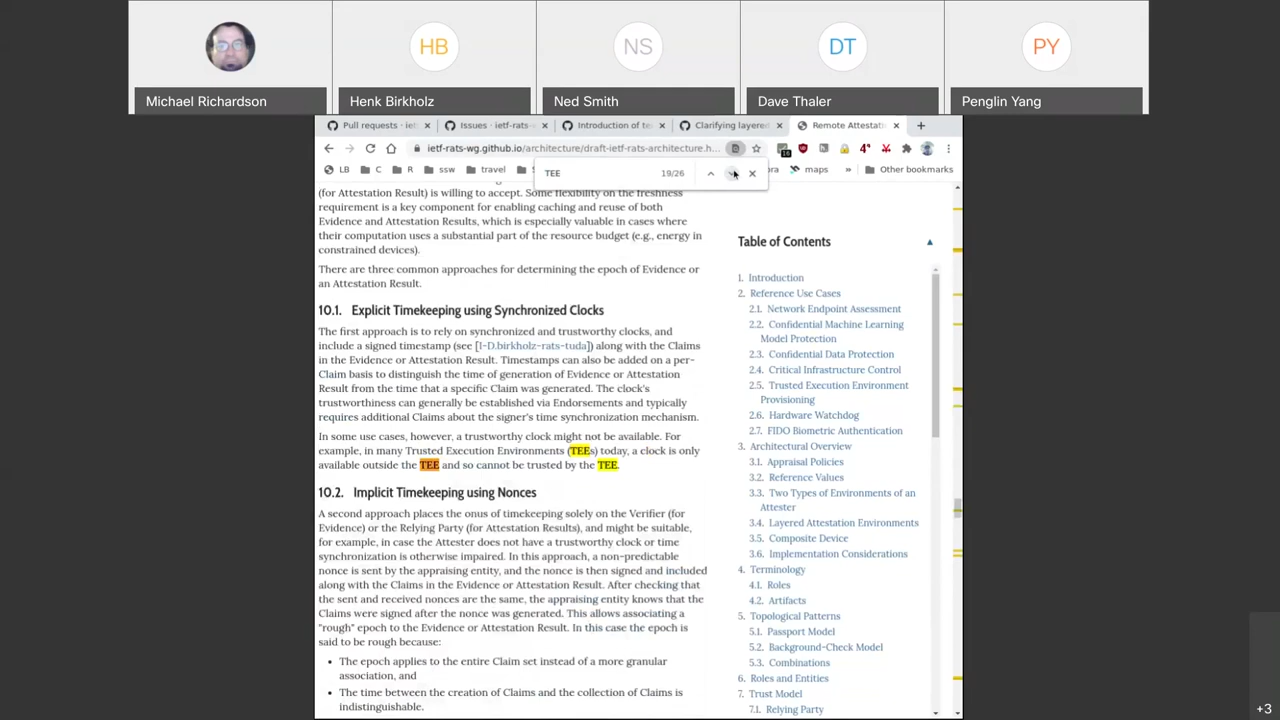 HB
NS
DT
PY
Michael Richardson
Henk Birkholz
Ned Smith
Dave Thaler
Penglin Yang
Pull requests · iet
Issues · ietf-rats-
Introduction of te
Clarifying layered
Remote Attestati
ietf-rats-wg.github.io/architecture/draft-ietf-rats-architecture.h...
LB
C
R
ssw
travel
maps
»
Other bookmarks
TEE
19/26
(for Attestation Result) is willing to accept. Some flexibility on the freshness
requirement is a key component for enabling caching and reuse of both
Evidence and Attestation Results, which is especially valuable in cases where
their computation uses a substantial part of the resource budget (e.g., energy in
constrained devices).
There are three common approaches for determining the epoch of Evidence or
an Attestation Result.
10.1. Explicit Timekeeping using Synchronized Clocks
The first approach is to rely on synchronized and trustworthy clocks, and
include a signed timestamp (see [I-D.birkholz-rats-tuda]) along with the Claims
in the Evidence or Attestation Result. Timestamps can also be added on a per-
Claim basis to distinguish the time of generation of Evidence or Attestation
Result from the time that a specific Claim was generated. The clock's
trustworthiness can generally be established via Endorsements and typically
requires additional Claims about the signer's time synchronization mechanism.
In some use cases, however, a trustworthy clock might not be available. For
example, in many Trusted Execution Environments (TEEs) today, a clock is only
available outside the TEE and so cannot be trusted by the TEE.
10.2. Implicit Timekeeping using Nonces
A second approach places the onus of timekeeping solely on the Verifier (for
Evidence) or the Relying Party (for Attestation Results), and might be suitable,
for example, in case the Attester does not have a trustworthy clock or time
synchronization is otherwise impaired. In this approach, a non-predictable
nonce is sent by the appraising entity, and the nonce is then signed and included
along with the Claims in the Evidence or Attestation Result. After checking that
the sent and received nonces are the same, the appraising entity knows that the
Claims were signed after the nonce was generated. This allows associating a
"rough" epoch to the Evidence or Attestation Result. In this case the epoch is
said to be rough because:
• The epoch applies to the entire Claim set instead of a more granular
association, and
• The time between the creation of Claims and the collection of Claims is
indistinguishable.
Table of Contents
1. Introduction
2. Reference Use Cases
2.1. Network Endpoint Assessment
2.2. Confidential Machine Learning
Model Protection
2.3. Confidential Data Protection
2.4. Critical Infrastructure Control
2.5. Trusted Execution Environment
Provisioning
2.6. Hardware Watchdog
2.7. FIDO Biometric Authentication
3. Architectural Overview
3.1. Appraisal Policies
3.2. Reference Values
3.3. Two Types of Environments of an
Attester
3.4. Layered Attestation Environments
3.5. Composite Device
3.6. Implementation Considerations
4. Terminology
4.1. Roles
4.2. Artifacts
5. Topological Patterns
5.1. Passport Model
5.2. Background-Check Model
5.3. Combinations
6. Roles and Entities
7. Trust Model
7.1. Relying Party
+3